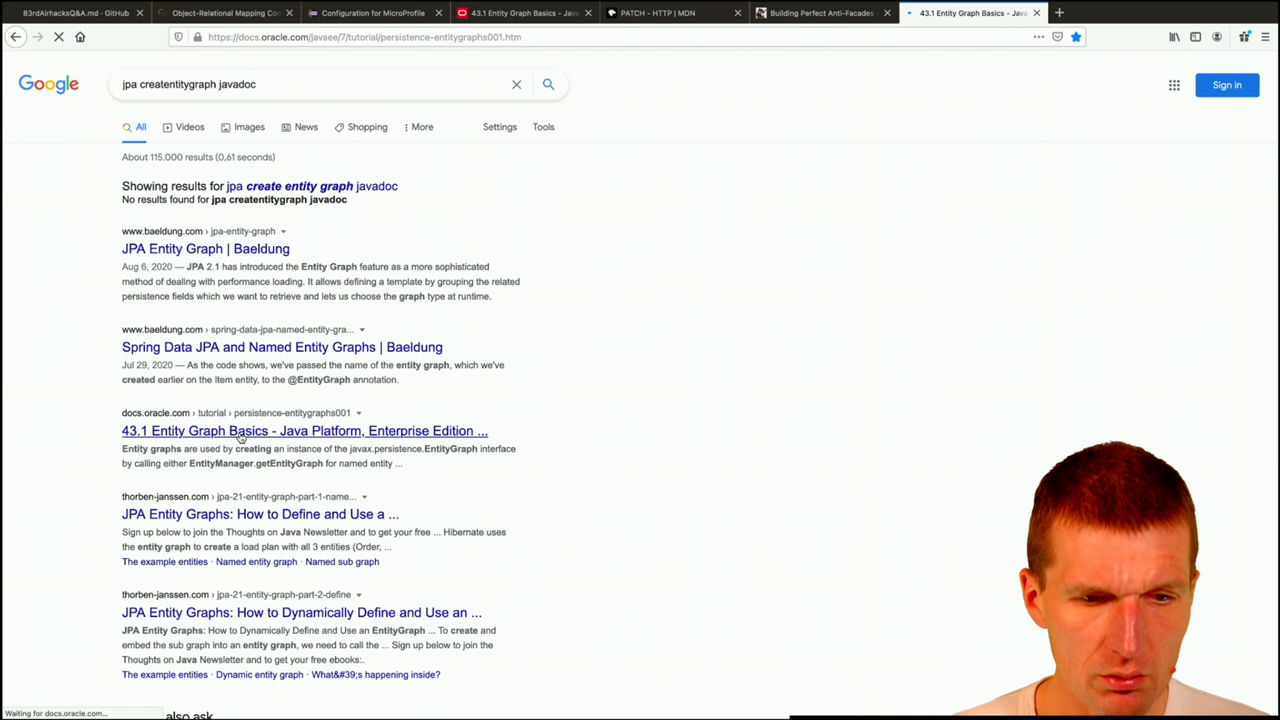 83rdAirhacksQ&A.md · GitHub
Object-Relational Mapping Con
Configuration for MicroProfile
43.1 Entity Graph Basics - Java
PATCH - HTTP | MDN
Building Perfect Anti-Facades -
43.1 Entity Graph Basics - Java
https://docs.oracle.com/javaee/7/tutorial/persistence-entitygraphs001.htm
Google
jpa createntitygraph javadoc
Sign in
All Videos Images News Shopping More Settings Tools
About 115.000 results (0,61 seconds)
Showing results for jpa create entity graph javadoc
No results found for jpa createntitygraph javadoc
www.baeldung.com › jpa-entity-graph
JPA Entity Graph | Baeldung
Aug 6, 2020 — JPA 2.1 has introduced the Entity Graph feature as a more sophisticated
method of dealing with performance loading. It allows defining a template by grouping the related
persistence fields which we want to retrieve and lets us choose the graph type at runtime.
www.baeldung.com › spring-data-jpa-named-entity-gra...
Spring Data JPA and Named Entity Graphs | Baeldung
Jul 29, 2020 — As the code shows, we've passed the name of the entity graph, which we've
created earlier on the Item entity, to the @EntityGraph annotation.
docs.oracle.com › tutorial › persistence-entitygraphs001
43.1 Entity Graph Basics - Java Platform, Enterprise Edition ...
Entity graphs are used by creating an instance of the javax.persistence.EntityGraph interface
by calling either EntityManager.getEntityGraph for named entity ...
thorben-janssen.com › jpa-21-entity-graph-part-1-name...
JPA Entity Graphs: How to Define and Use a ...
Sign up below to join the Thoughts on Java Newsletter and to get your free ... Hibernate uses
the entity graph to create a load plan with all 3 entities (Order, ...
The example entities · Named entity graph · Named sub graph
thorben-janssen.com › jpa-21-entity-graph-part-2-define
JPA Entity Graphs: How to Dynamically Define and Use an ...
JPA Entity Graphs: How to Dynamically Define and Use an EntityGraph ... To create and
embed the sub graph into an entity graph, we need to call the ... Sign up below to join the
Thoughts on Java Newsletter and to get your free ebooks:.
The example entities · Dynamic entity graph · What&#39;s happening inside?
Waiting for docs.oracle.com...
also ask